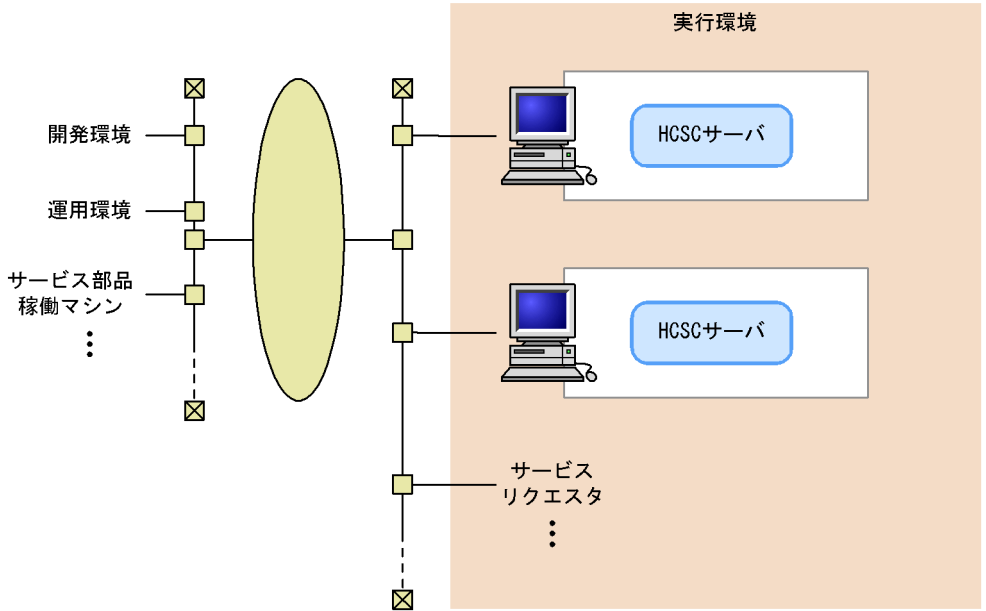 実行環境
開発環境
運用環境
サービス部品
稼働マシン
HCSCサーバ
HCSCサーバ
サービス
リクエスタ